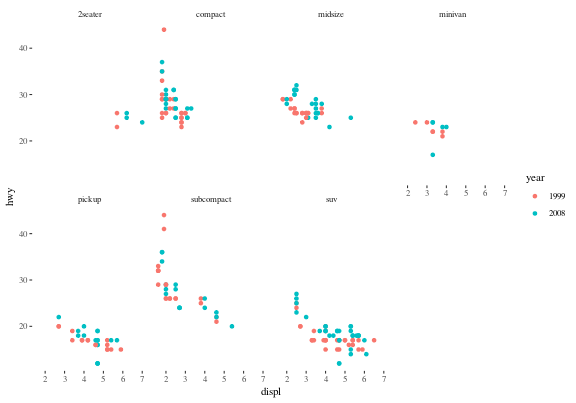 2seater compact midsize minivan
40
30
20
hwy
2 3 4 5 6 7
year
1999
2008
pickup subcompact suv
40
30
20
2 3 4 5 6 7 2 3 4 5 6 7 2 3 4 5 6 7
displ